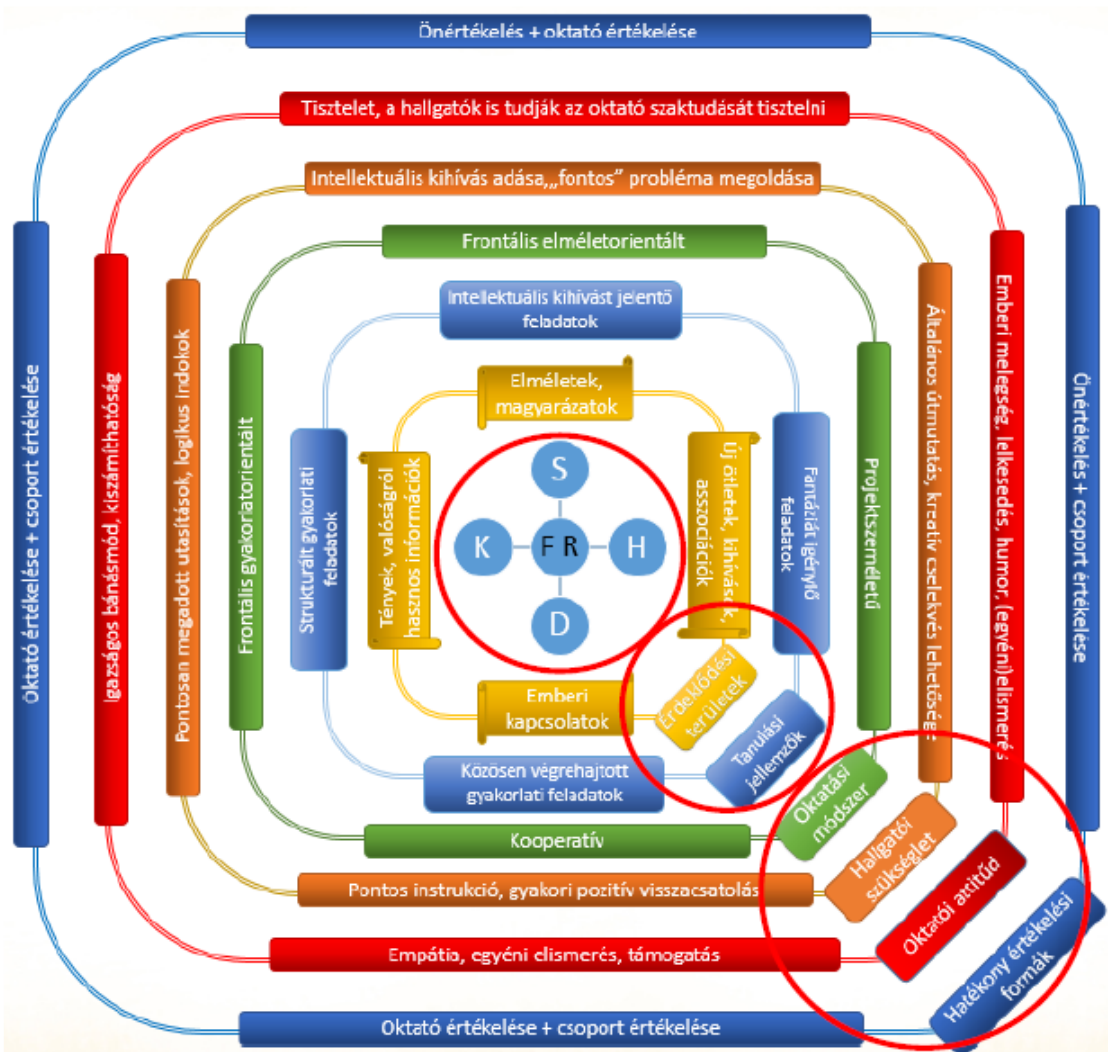 Önértékelés + oktató értékelése
Tisztelet, a hallgatók is tudják az oktató szaktudását tisztelni
Intellektuális kihívás adása,„fontos” probléma megoldása
Frontális elméletorientált
Intellektuális kihívást jelentő
feladatok
Elméletek,
magyarázatok
Oktató értékelése + csoport értékelése
Igazságos bánásmód, kiszámíthatóság
Pontosan megadott utasítások, logikus indokok
Frontális gyakorlatorientált
Strukturált gyakorlati
feladatok
Tények, valóságról
hasznos információk
S
K
F R
H
D
Új ötletek, kihívások,
asszociációk
Fantáziát igénylő
feladatok
Projektszeméletű
Általános útmutatás, kreatív cselekvés lehetősége
Emberi melegség, lelkesedés, humor, (egyéni)elismerés
Önértékelés + csoport értékelése
Emberi
kapcsolatok
Érdeklődési
területek
Közösen végrehajtott
gyakorlati feladatok
Tanulási
jellemzők
Kooperatív
Oktatási
módszer
Pontos instrukció, gyakori pozitív visszacsatolás
Hallgatói
szükséglet
Empátia, egyéni elismerés, támogatás
Oktatói attitűd
Oktató értékelése + csoport értékelése
Hatékony értékelési
formák